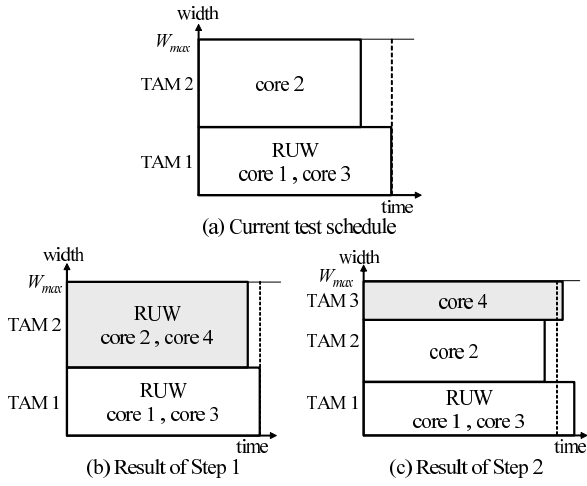 width
Wmax
TAM 2
core 2
TAM 1
RUW
core 1 , core 3
time
(a) Current test schedule
width
Wmax
TAM 2
RUW
core 2 , core 4
TAM 1
RUW
core 1 , core 3
time
(b) Result of Step 1
width
Wmax
TAM 3
core 4
TAM 2
core 2
TAM 1
RUW
core 1 , core 3
time
(c) Result of Step 2